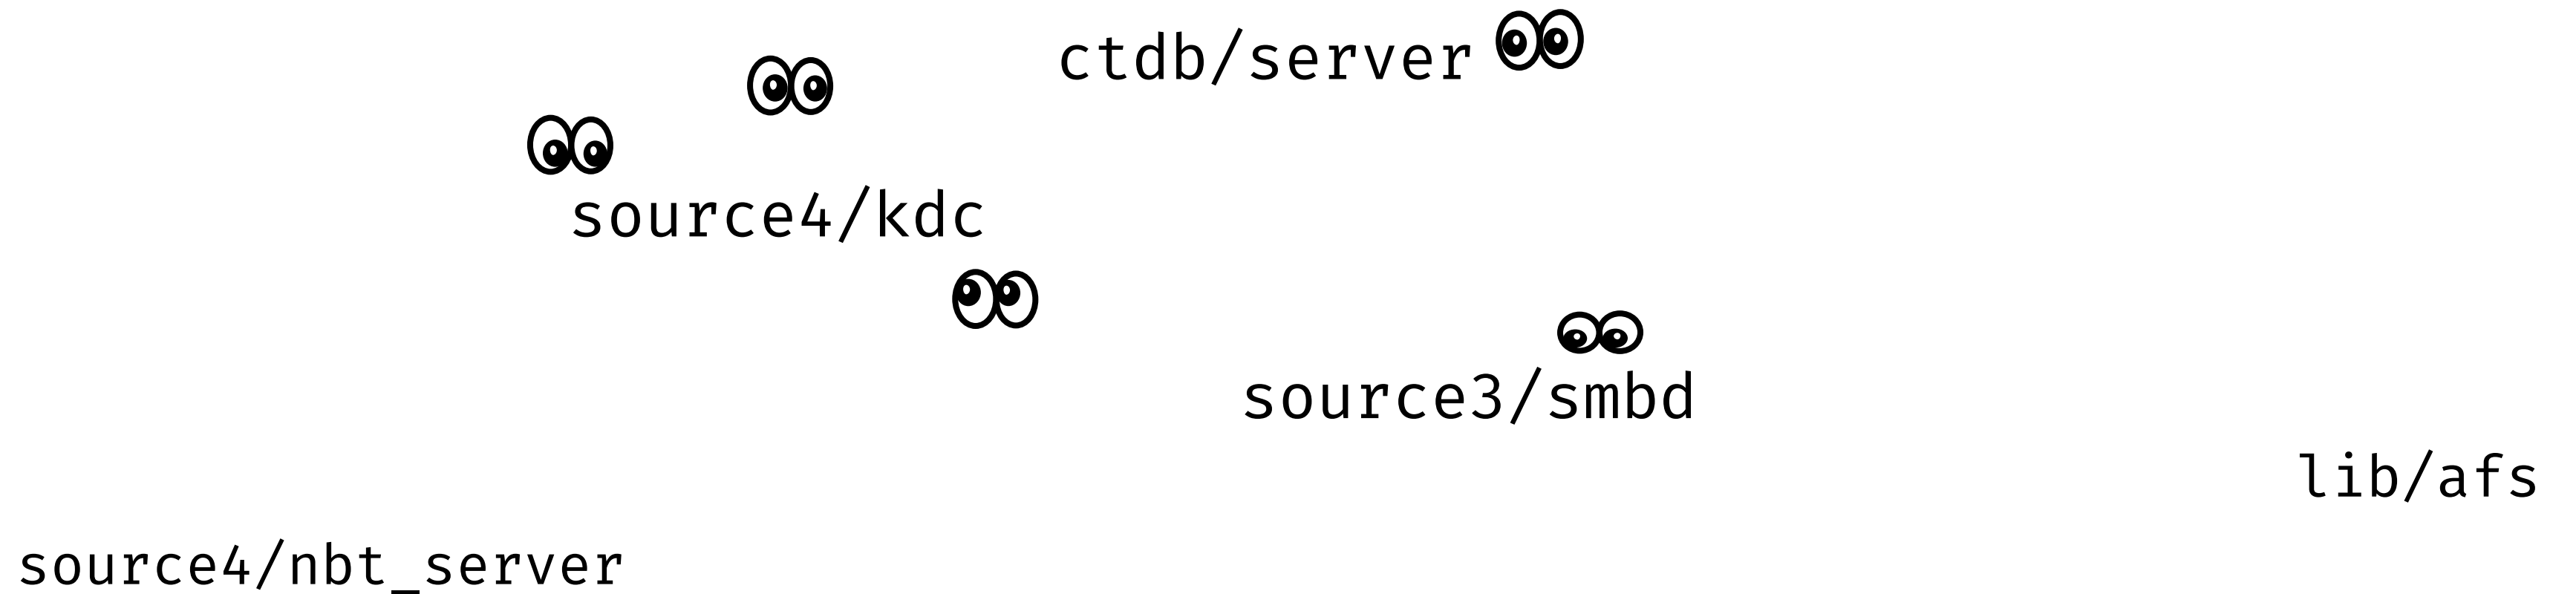 ctdb/server
source4/kdc
source3/smbd
lib/afs
source4/nbt_server